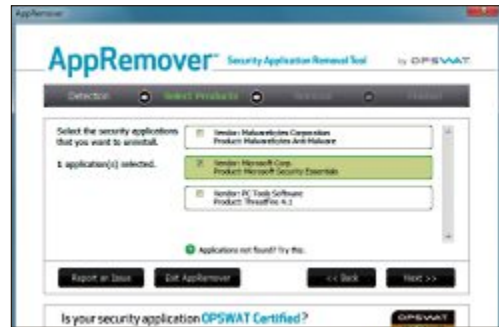 AppRemover
AppRemover™ Security Application Removal Tool by OPSWAT
Detection Select Products Removal
Select the security applications
that you want to uninstall.
1 application(s) selected.
Vendor: Malwarebytes Corporation
Product: Malwarebytes Anti-Malware
Vendor: Microsoft Corp.
Product: Microsoft Security Essentials
Vendor: PC Tools Software
Product: ThreatFire 4.1
Applications not found? Try this.
Report an Issue Exit AppRemover << Back Next >>
Is your security application OPSWAT Certified?
OPSWAT